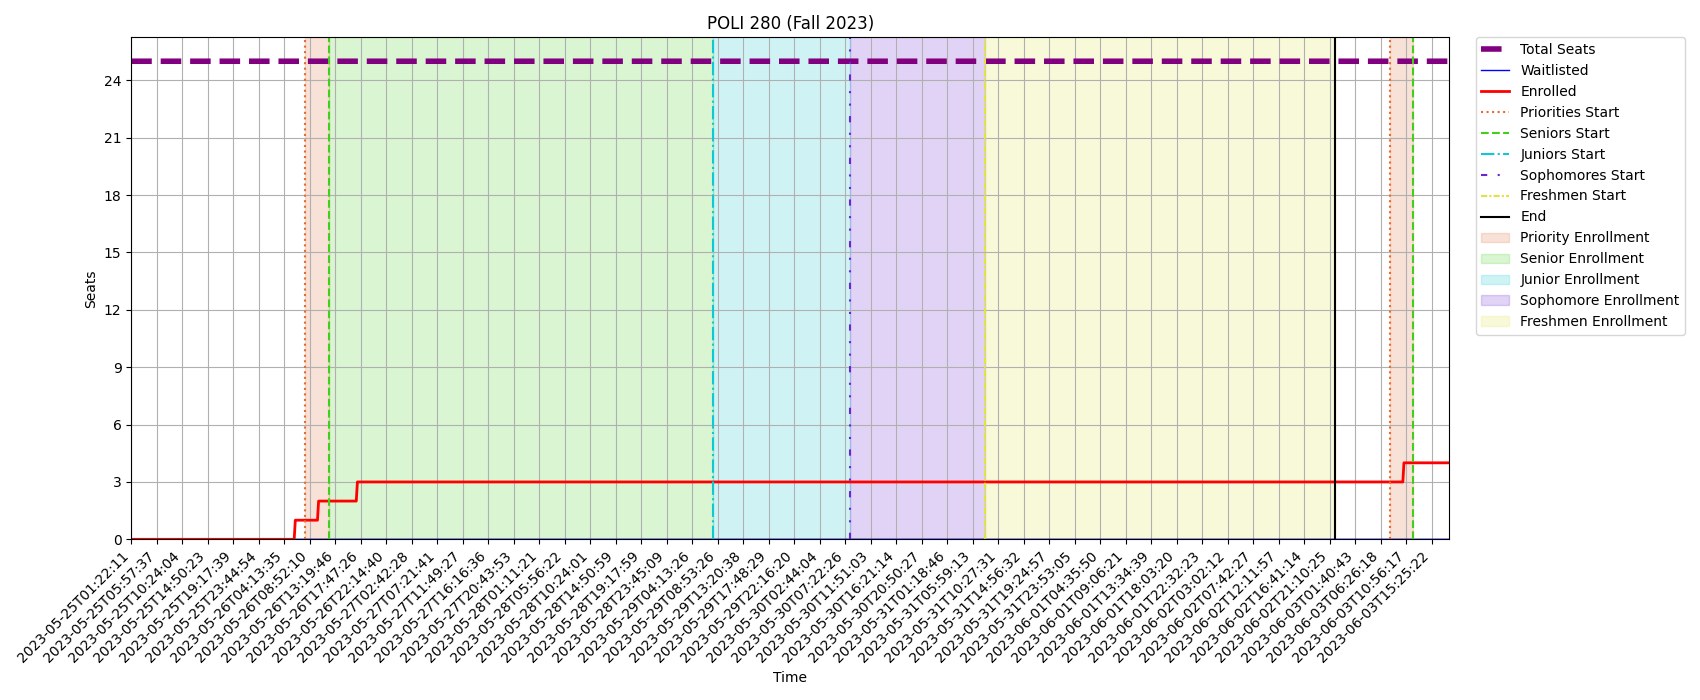 POLI 280 (Fall 2023)
Seats
24
21
18
15
12
9
6
3
0
2023-05-25T01:22:11
2023-05-25T05:57:37
2023-05-25T10:24:04
2023-05-25T14:50:23
2023-05-25T19:17:39
2023-05-25T23:44:54
2023-05-26T04:13:35
2023-05-26T08:52:10
2023-05-26T13:19:46
2023-05-26T17:47:26
2023-05-26T22:14:40
2023-05-27T02:42:28
2023-05-27T07:21:41
2023-05-27T11:49:27
2023-05-27T16:16:36
2023-05-27T20:43:53
2023-05-28T01:11:21
2023-05-28T05:56:22
2023-05-28T10:24:01
2023-05-28T14:50:59
2023-05-28T19:17:59
2023-05-28T23:45:09
2023-05-29T04:13:26
2023-05-29T08:53:26
2023-05-29T13:20:38
2023-05-29T17:48:29
2023-05-29T22:16:20
2023-05-30T02:44:04
2023-05-30T07:22:26
2023-05-30T11:51:03
2023-05-30T16:21:14
2023-05-30T20:50:27
2023-05-31T01:18:46
2023-05-31T05:59:13
2023-05-31T10:27:31
2023-05-31T14:56:32
2023-05-31T19:24:57
2023-05-31T23:53:05
2023-06-01T04:35:50
2023-06-01T09:06:21
2023-06-01T13:34:39
2023-06-01T18:03:20
2023-06-01T22:32:23
2023-06-02T03:02:12
2023-06-02T07:42:27
2023-06-02T12:11:57
2023-06-02T16:41:14
2023-06-02T21:10:25
2023-06-03T01:40:43
2023-06-03T06:26:18
2023-06-03T10:56:17
2023-06-03T15:25:22
Time
Total Seats
Waitlisted
Enrolled
Priorities Start
Seniors Start
Juniors Start
Sophomores Start
Freshmen Start
End
Priority Enrollment
Senior Enrollment
Junior Enrollment
Sophomore Enrollment
Freshmen Enrollment